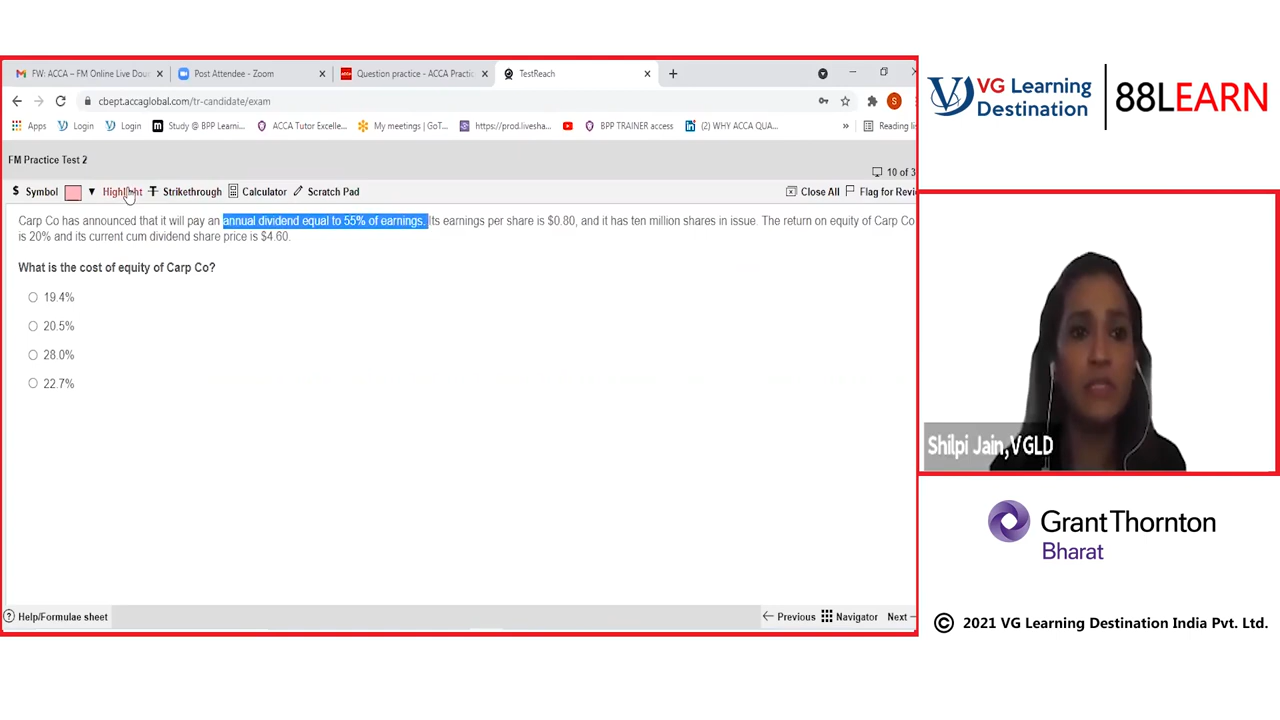 FW: ACCA – FM Online Live Dou
Post Attendee - Zoom
Question practice - ACCA Practic
TestReach
cbept.accaglobal.com/tr-candidate/exam
Apps
Login
Login
Study @ BPP Learni...
ACCA Tutor Excelle...
My meetings | GoT...
https://prod.livesha...
BPP TRAINER access
(2) WHY ACCA QUA...
»
Reading lis
FM Practice Test 2
10 of 3
$ Symbol
Highlight
Strikethrough
Calculator
Scratch Pad
Close All
Flag for Revie
Carp Co has announced that it will pay an annual dividend equal to 55% of earnings. Its earnings per share is $0.80, and it has ten million shares in issue. The return on equity of Carp Co
is 20% and its current cum dividend share price is $4.60.
What is the cost of equity of Carp Co?
19.4%
20.5%
28.0%
22.7%
Help/Formulae sheet
Previous
Navigator
Next
VG Learning
Destination
88LEARN
Shilpi Jain,VGLD
Grant Thornton
Bharat
© 2021 VG Learning Destination India Pvt. Ltd.